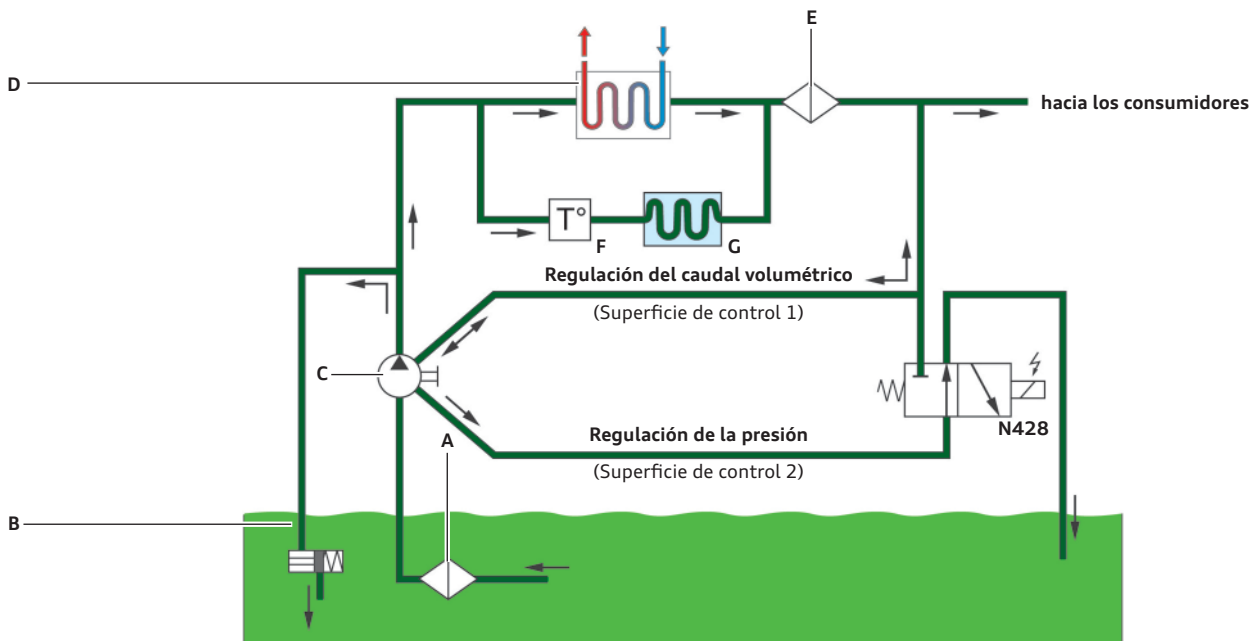 E
D
hacia los consumidores
T°
F
G
Regulación del caudal volumétrico
(Superficie de control 1)
C
N428
A
Regulación de la presión
(Superficie de control 2)
B